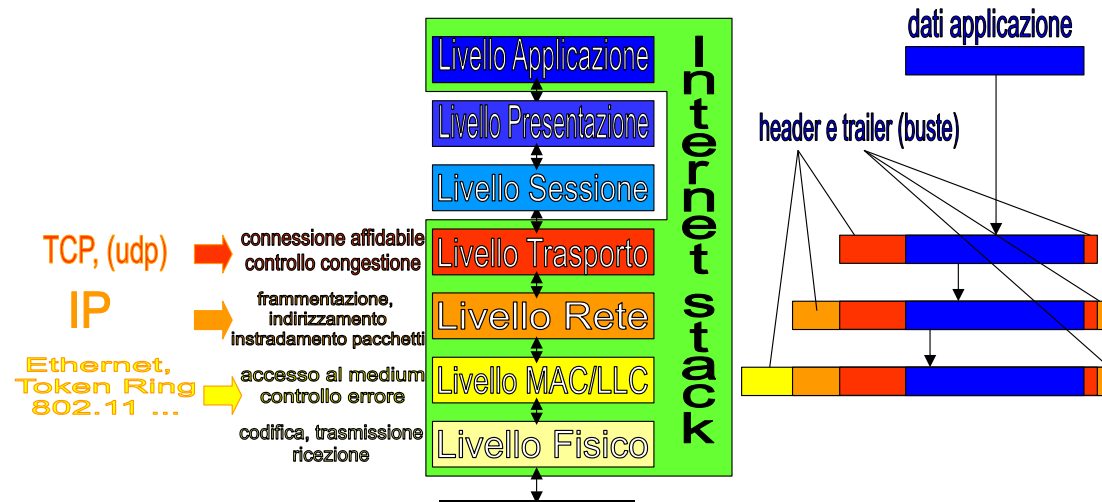 Livello Applicazione
Livello Presentazione
Livello Sessione
Livello Trasporto
Livello Rete
Livello MAC/LLC
Livello Fisico
Internet stack
TCP, (udp)
connessione affidabile
controllo congestione
IP
frammentazione,
indirizzamento
instradamento pacchetti
Ethernet,
Token Ring
802.11 ...
accesso al medium
controllo errore
codifica, trasmissione
ricezione
dati applicazione
header e trailer (buste)